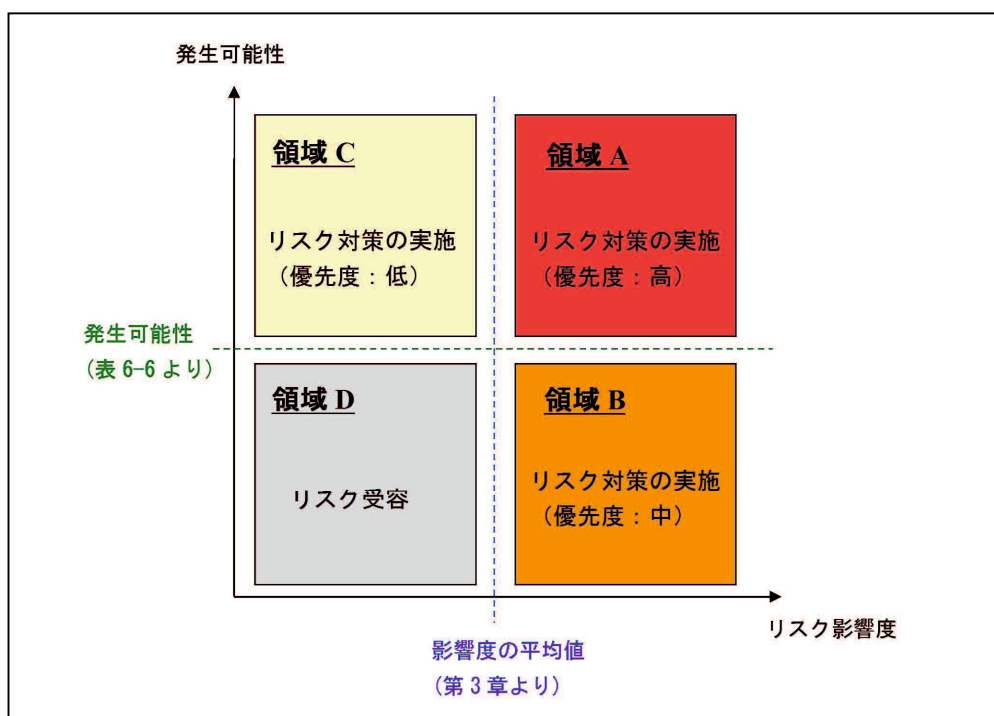 発生可能性
領域 C
リスク対策の実施
(優先度：低)
領域 A
リスク対策の実施
(優先度：高)
発生可能性
(表 6-6 より)
領域 D
リスク受容
領域 B
リスク対策の実施
(優先度：中)
リスク影響度
影響度の平均値
(第 3 章より)